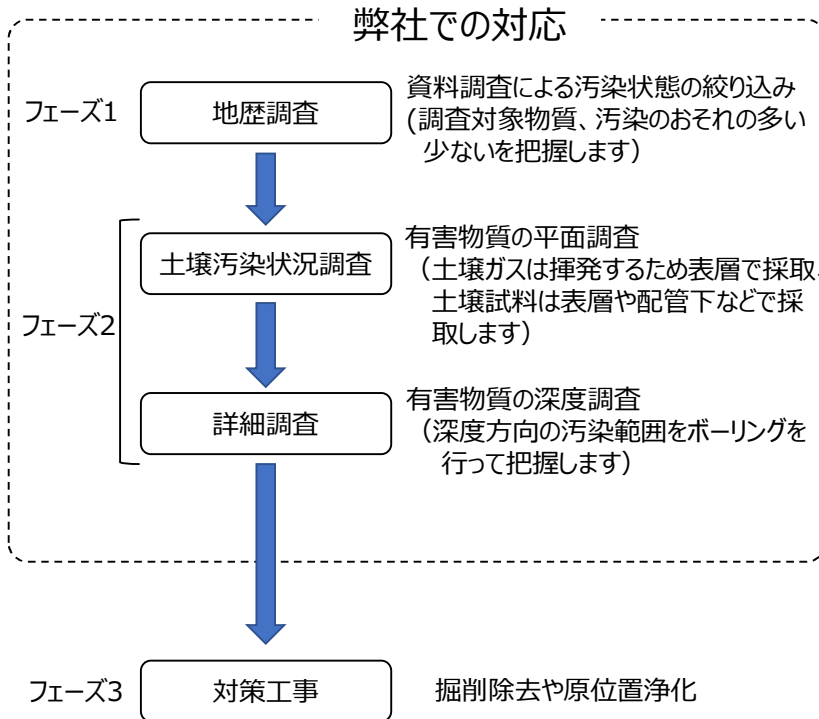 弊社での対応
フェーズ1
地歴調査
資料調査による汚染状態の絞り込み
(調査対象物質、汚染のおそれの多い
少ないを把握します)
フェーズ2
土壌汚染状況調査
有害物質の平面調査
(土壌ガスは揮発するため表層で採取、
土壌試料は表層や配管下などで採
取します)
詳細調査
有害物質の深度調査
(深度方向の汚染範囲をボーリングを
行って把握します)
フェーズ3
対策工事
掘削除去や原位置浄化